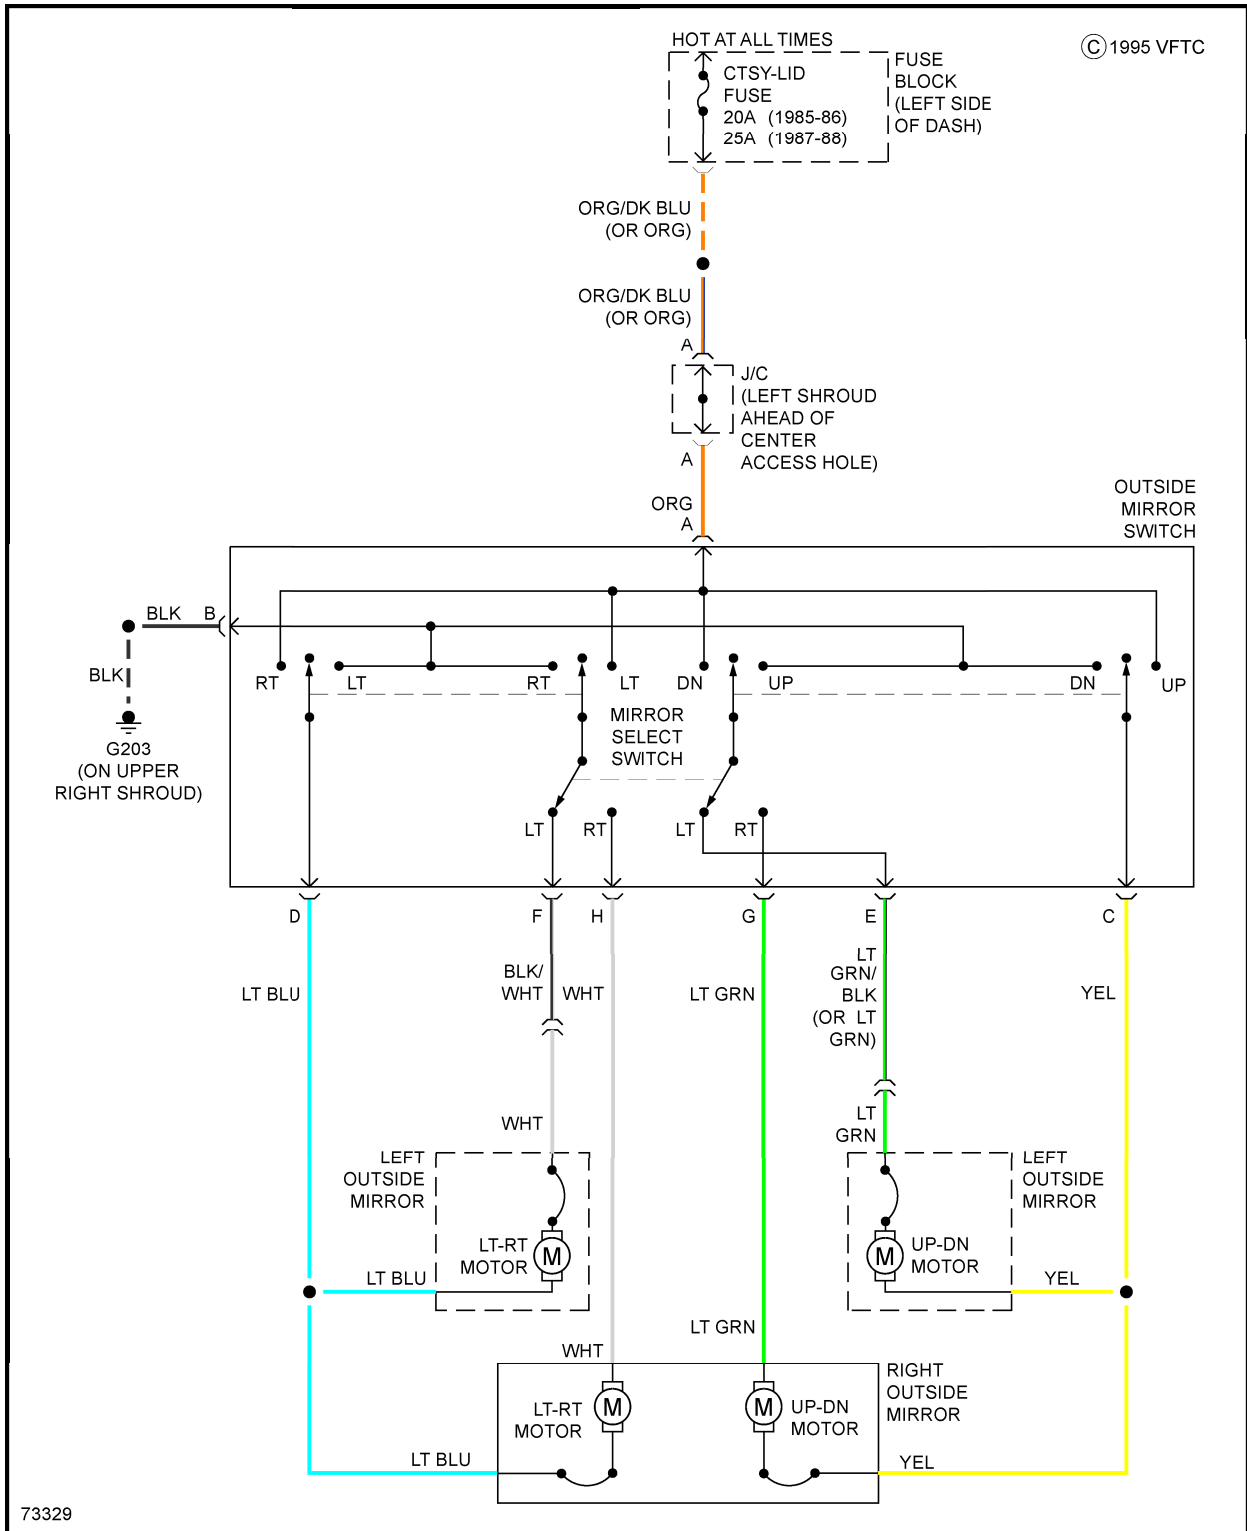 HOT AT ALL TIMES
© 1995 VFTC
CTSY-LID
FUSE
20A (1985-86)
25A (1987-88)
FUSE
BLOCK
(LEFT SIDE
OF DASH)
ORG/DK BLU
(OR ORG)
ORG/DK BLU
(OR ORG)
A
J/C
(LEFT SHROUD
AHEAD OF
CENTER
ACCESS HOLE)
A
ORG
A
OUTSIDE
MIRROR
SWITCH
BLK B
BLK
G203
(ON UPPER
RIGHT SHROUD)
RT
LT
RT
LT
DN
UP
DN
UP
MIRROR
SELECT
SWITCH
LT
RT
LT
RT
D
F
H
G
E
C
LT BLU
BLK/
WHT
WHT
LT GRN
LT
GRN/
BLK
(OR LT
GRN)
YEL
WHT
LT
GRN
LEFT
OUTSIDE
MIRROR
LT-RT
MOTOR
M
LT BLU
M
UP-DN
MOTOR
LEFT
OUTSIDE
MIRROR
YEL
LT GRN
WHT
LT-RT
MOTOR
M
M
UP-DN
MOTOR
RIGHT
OUTSIDE
MIRROR
LT BLU
YEL
73329